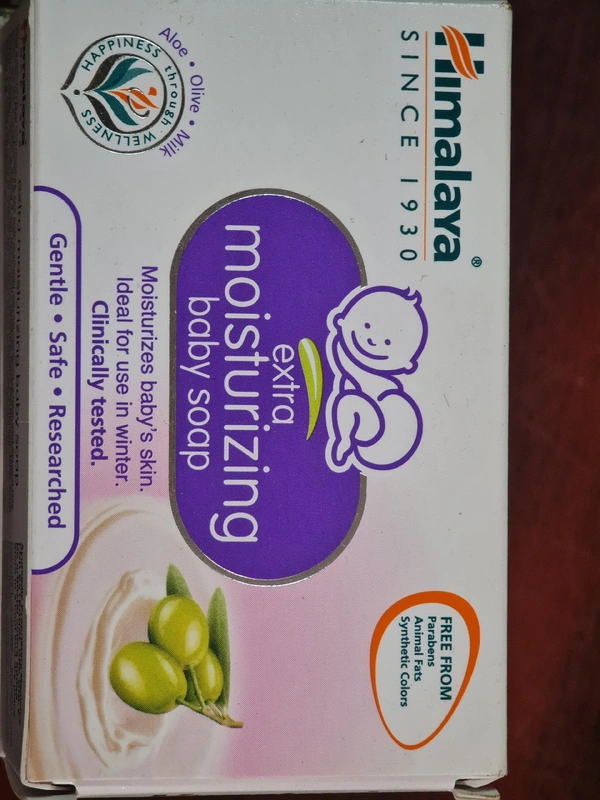 Himalaya®
SINCE 1930
HAPPINESS through WELLNESS
Aloe • Olive • Milk
extra
moisturizing
baby soap
Moisturizes baby's skin.
Ideal for use in winter.
Clinically tested.
Gentle • Safe • Researched
FREE FROM
Parabens
Animal Fats
Synthetic Colors